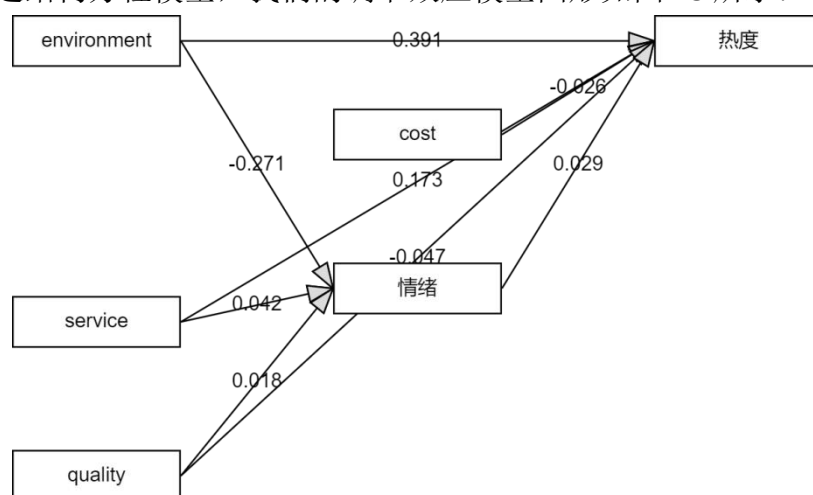 environment
0.391
热度
-0.026
cost
-0.271
0.173
0.029
-0.047
情绪
0.042
service
0.018
quality